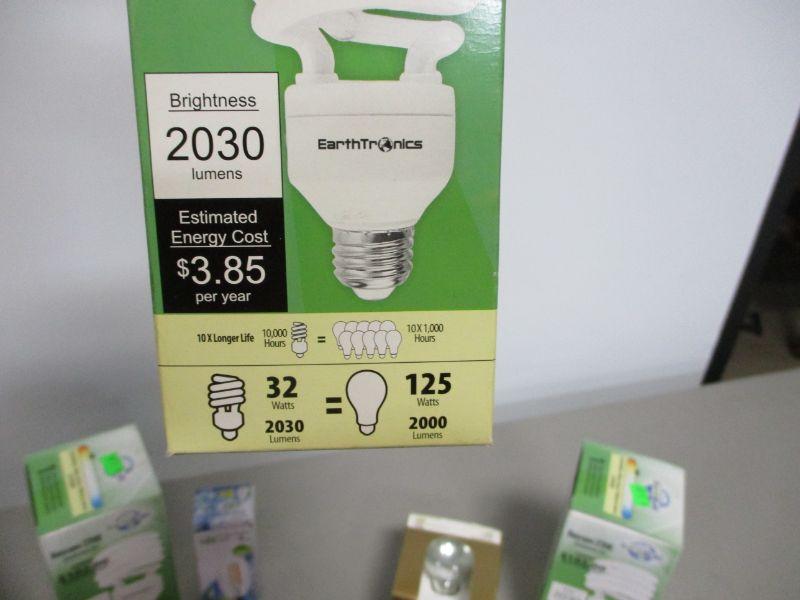 Brightness
2030
lumens
EarthTronics
Estimated
Energy Cost
$3.85
per year
10 X Longer Life
10,000
Hours
=
10 X 1,000
Hours
32
Watts
2030
Lumens
=
125
Watts
2000
Lumens